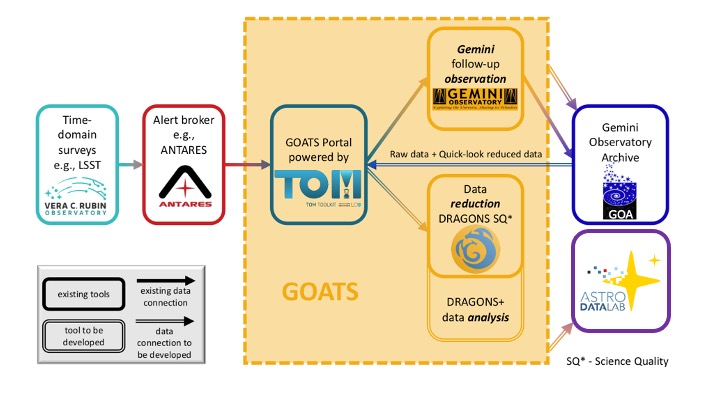 Time-
domain
surveys
e.g., LSST
VERA C. RUBIN
OBSERVATORY
Alert broker
e.g.,
ANTARES
ANTARES
GOATS Portal
powered by
TOM
TOM TOOLKIT
Gemini
follow-up
observation
GEMINI
OBSERVATORY
Exploring the Universe, Sharing its Wonders
Raw data + Quick-look reduced data
Data
reduction
DRAGONS SQ*
DRAGONS+
data analysis
GOATS
Gemini
Observatory
Archive
GOA
ASTRO
DATA LAB
existing tools
existing data
connection
tool to be
developed
data
connection to
be developed
SQ* - Science Quality